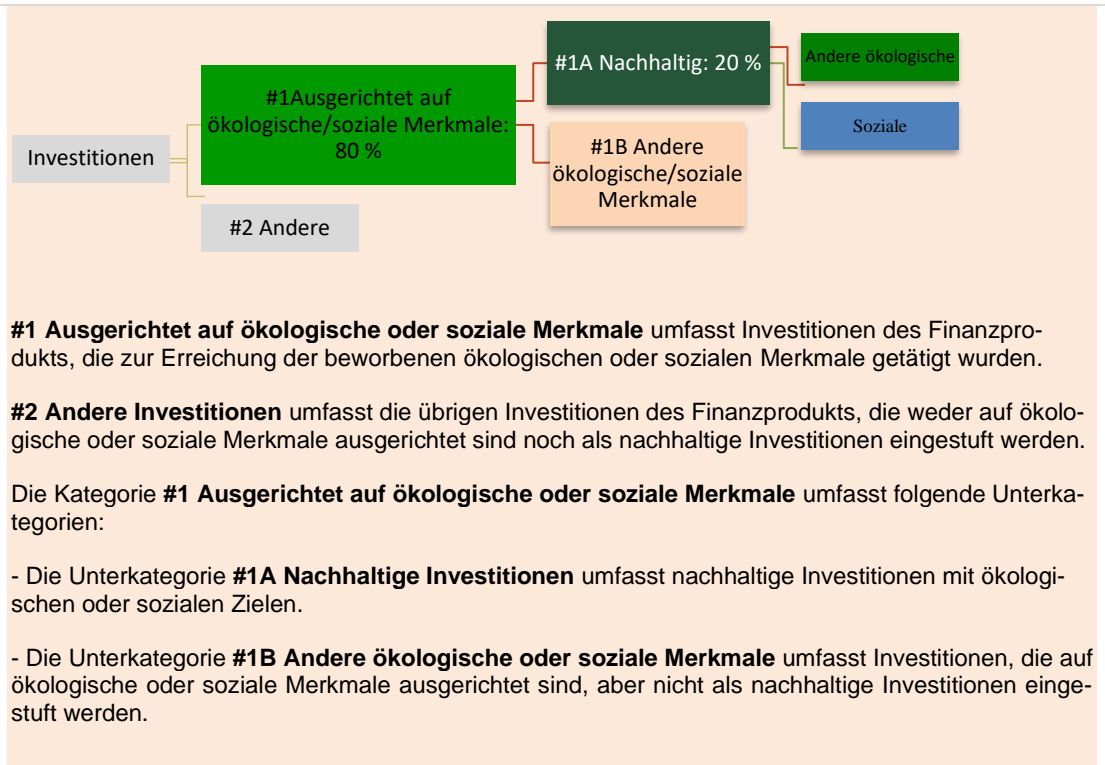 #1A Nachhaltig: 20 %
Andere ökologische
#1Ausgerichtet auf
ökologische/soziale Merkmale:
80 %
Soziale
Investitionen
#1B Andere
ökologische/soziale
Merkmale
#2 Andere
#1 Ausgerichtet auf ökologische oder soziale Merkmale umfasst Investitionen des Finanzpro-
dukts, die zur Erreichung der beworbenen ökologischen oder sozialen Merkmale getätigt wurden.
#2 Andere Investitionen umfasst die übrigen Investitionen des Finanzprodukts, die weder auf ökolo-
gische oder soziale Merkmale ausgerichtet sind noch als nachhaltige Investitionen eingestuft werden.
Die Kategorie #1 Ausgerichtet auf ökologische oder soziale Merkmale umfasst folgende Unterka-
tegorien:
- Die Unterkategorie #1A Nachhaltige Investitionen umfasst nachhaltige Investitionen mit ökologi-
schen oder sozialen Zielen.
- Die Unterkategorie #1B Andere ökologische oder soziale Merkmale umfasst Investitionen, die auf
ökologische oder soziale Merkmale ausgerichtet sind, aber nicht als nachhaltige Investitionen einge-
stuft werden.